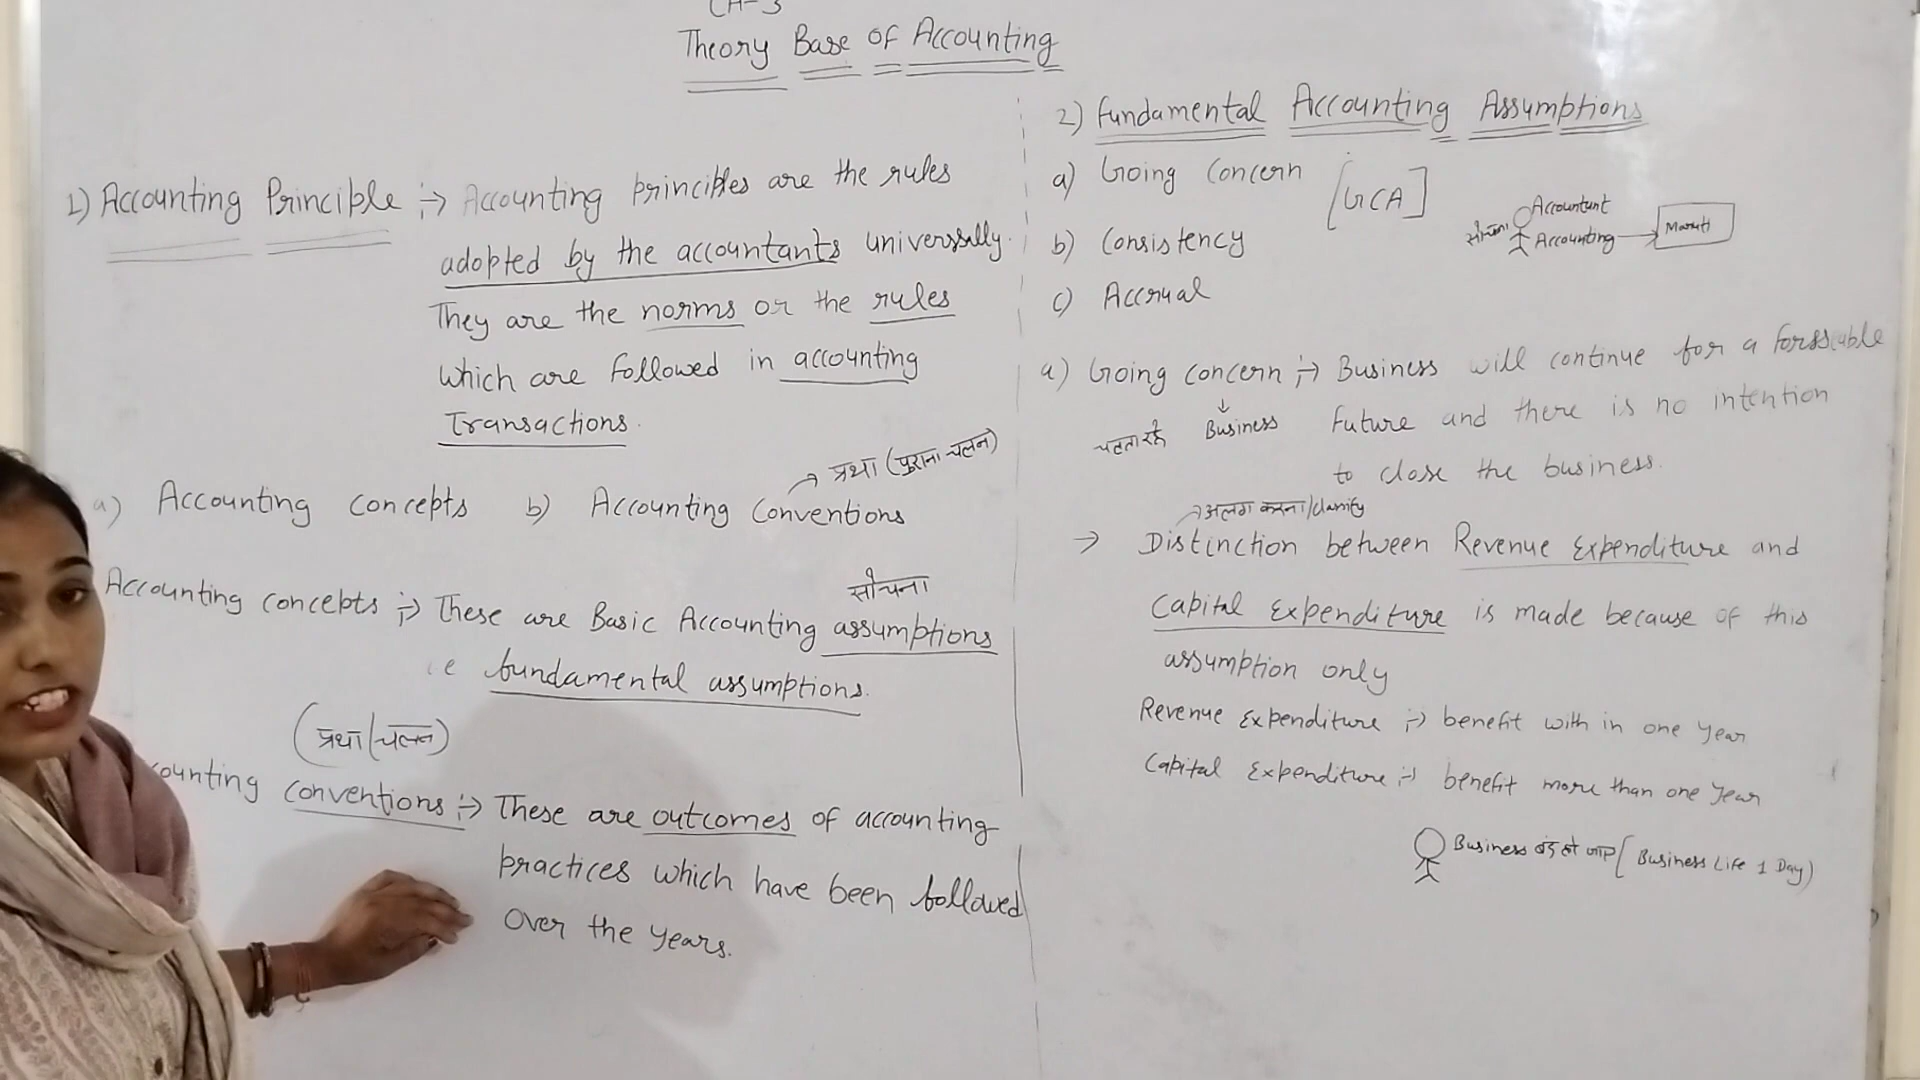 CH-3
Theory Base of Accounting
1) Accounting Principle :-> Accounting principles are the rules
adopted by the accountants universally.
They are the norms or the rules
which are followed in accounting
Transactions.
→ प्रथा (पुराना चलन)
a) Accounting concepts b) Accounting Conventions
सोचना
Accounting concepts :-> These are Basic Accounting assumptions
i.e fundamental assumptions.
(प्रथा/चलन)
counting conventions :-> These are outcomes of accounting
practices which have been followed
over the years.
2) Fundamental Accounting Assumptions
a) Going Concern [GCA]
b) Consistency
c) Accrual
Accountant
Accounting → Maruti
a) Going concern :-> Business will continue for a forseable
↓
चलता रहे Business Future and there is no intention
to close the business.
→ अलग करना/clarify
→ Distinction between Revenue Expenditure and
Capital Expenditure is made because of this
assumption only
Revenue Expenditure :-> benefit with in one year
Capital Expenditure :-> benefit more than one year
Business बंद हो जाए (Business Life 1 Day)